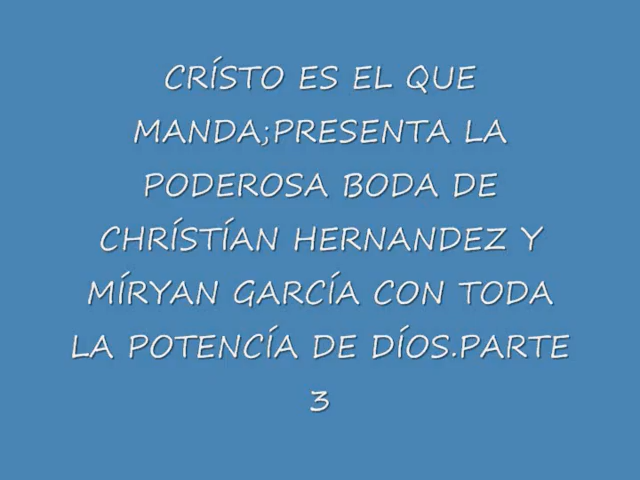 CRÍSTO ES EL QUE
MANDA;PRESENTA LA
PODEROSA BODA DE
CHRÍSTÍAN HERNANDEZ Y
MÍRYAN GARCÍA CON TODA
LA POTENCÍA DE DÍOS.PARTE
3